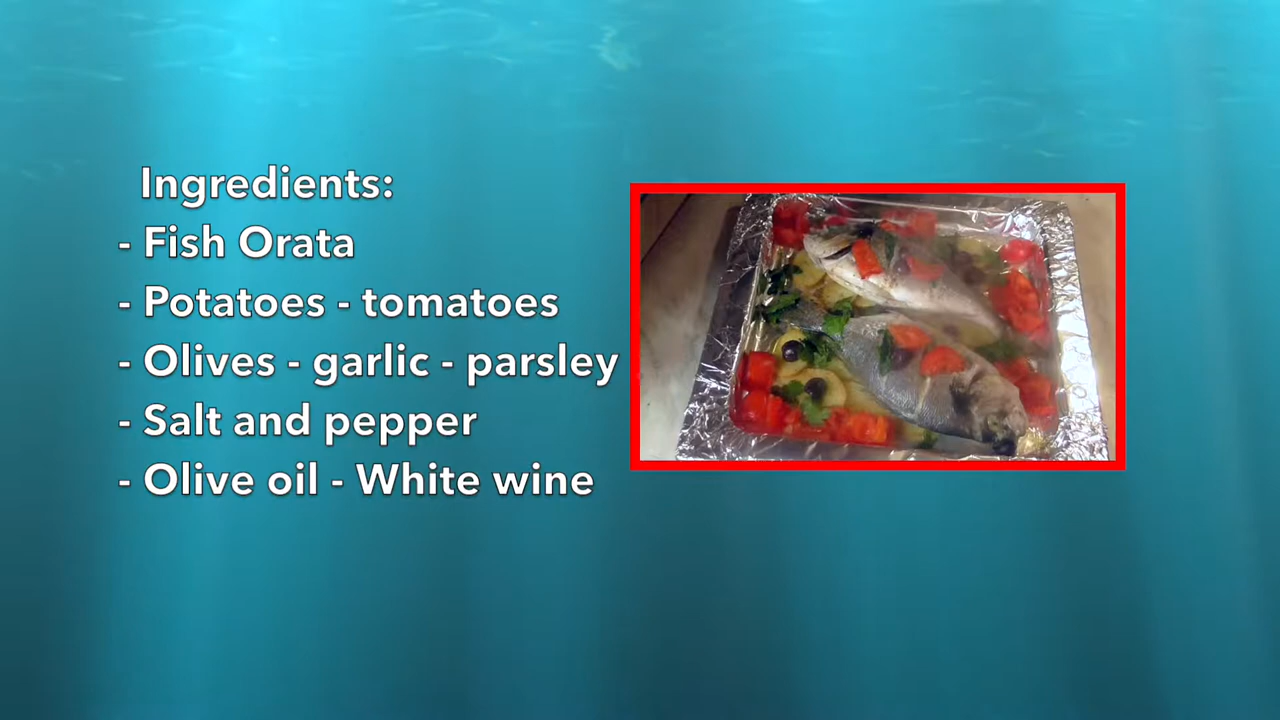 Ingredients:
- Fish Orata
- Potatoes - tomatoes
- Olives - garlic - parsley
- Salt and pepper
- Olive oil - White wine